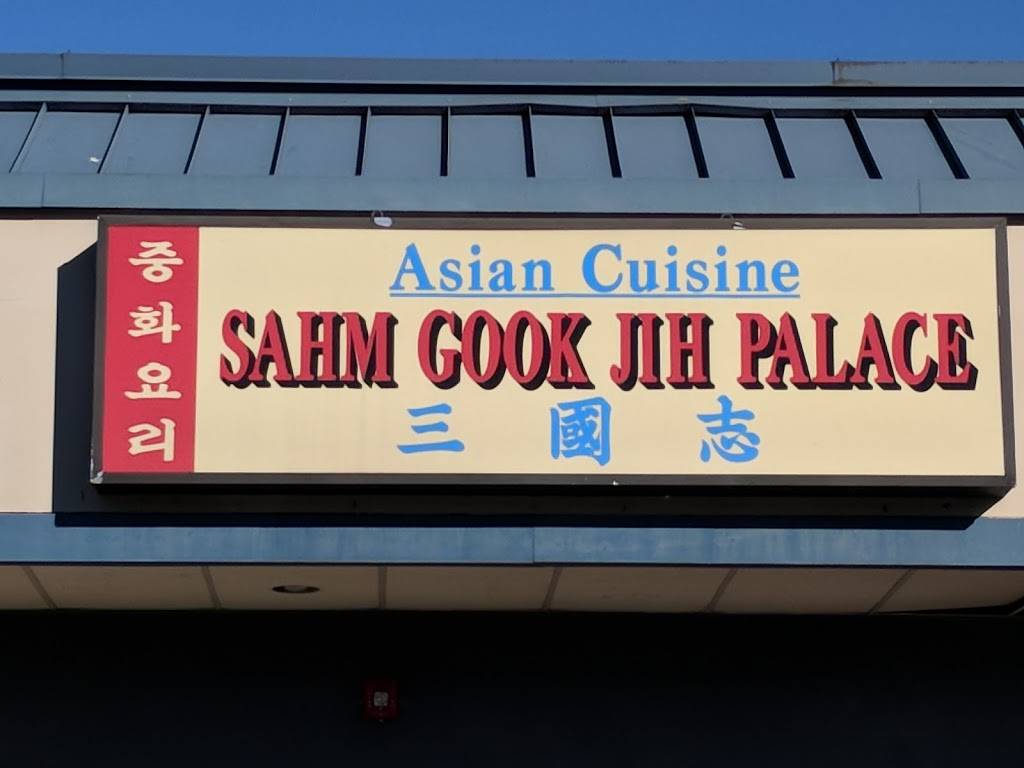 중화요리
Asian Cuisine
SAHM GOOK JIH PALACE
三國志